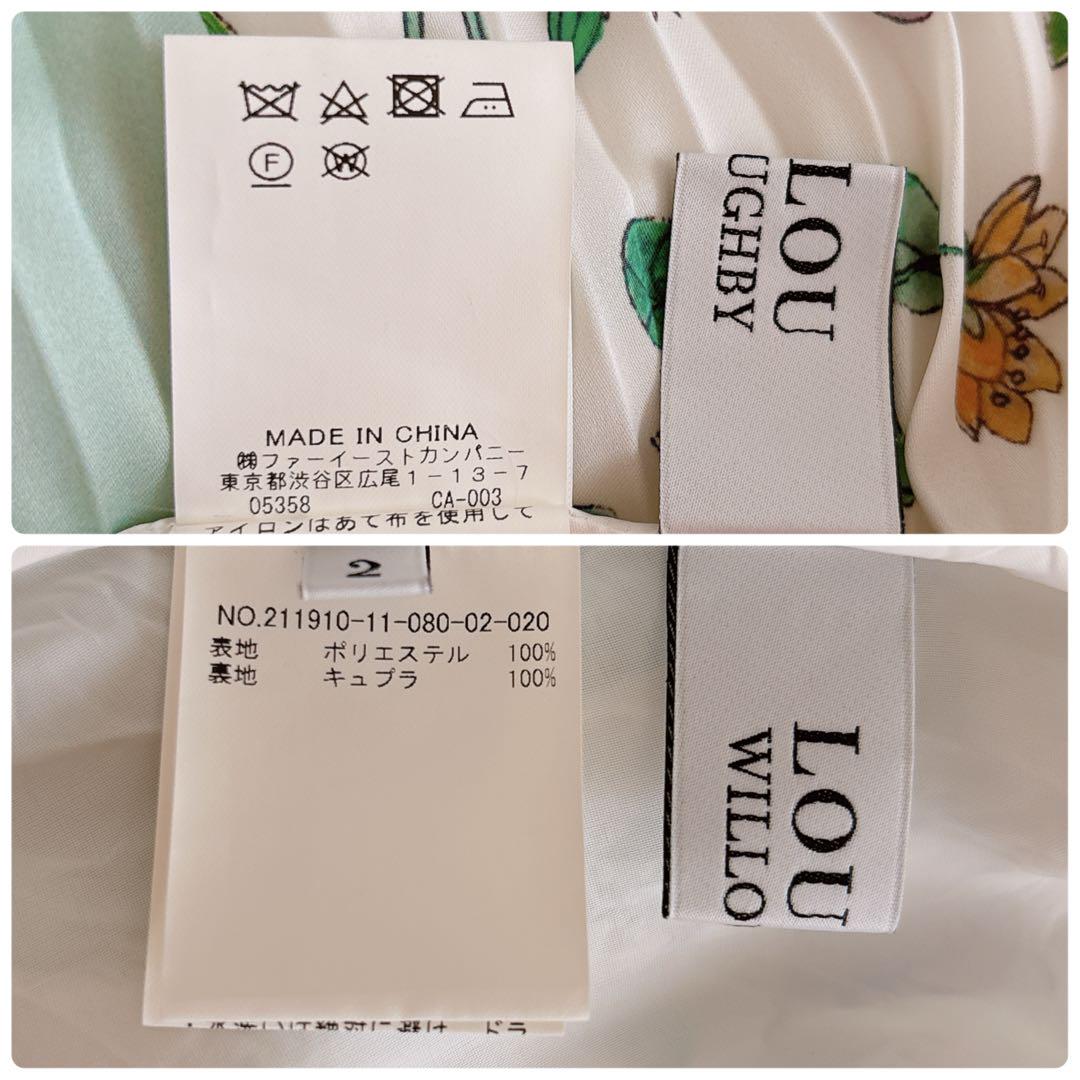 F
W
MADE IN CHINA
㈱ファーイーストカンパニー
東京都渋谷区広尾1-13-7
05358 CA-003
アイロンはあて布を使用して
LOU
UGHBY
2
NO.211910-11-080-02-020
表地 ポリエステル 100%
裏地 キュプラ 100%
LOU
WILLO